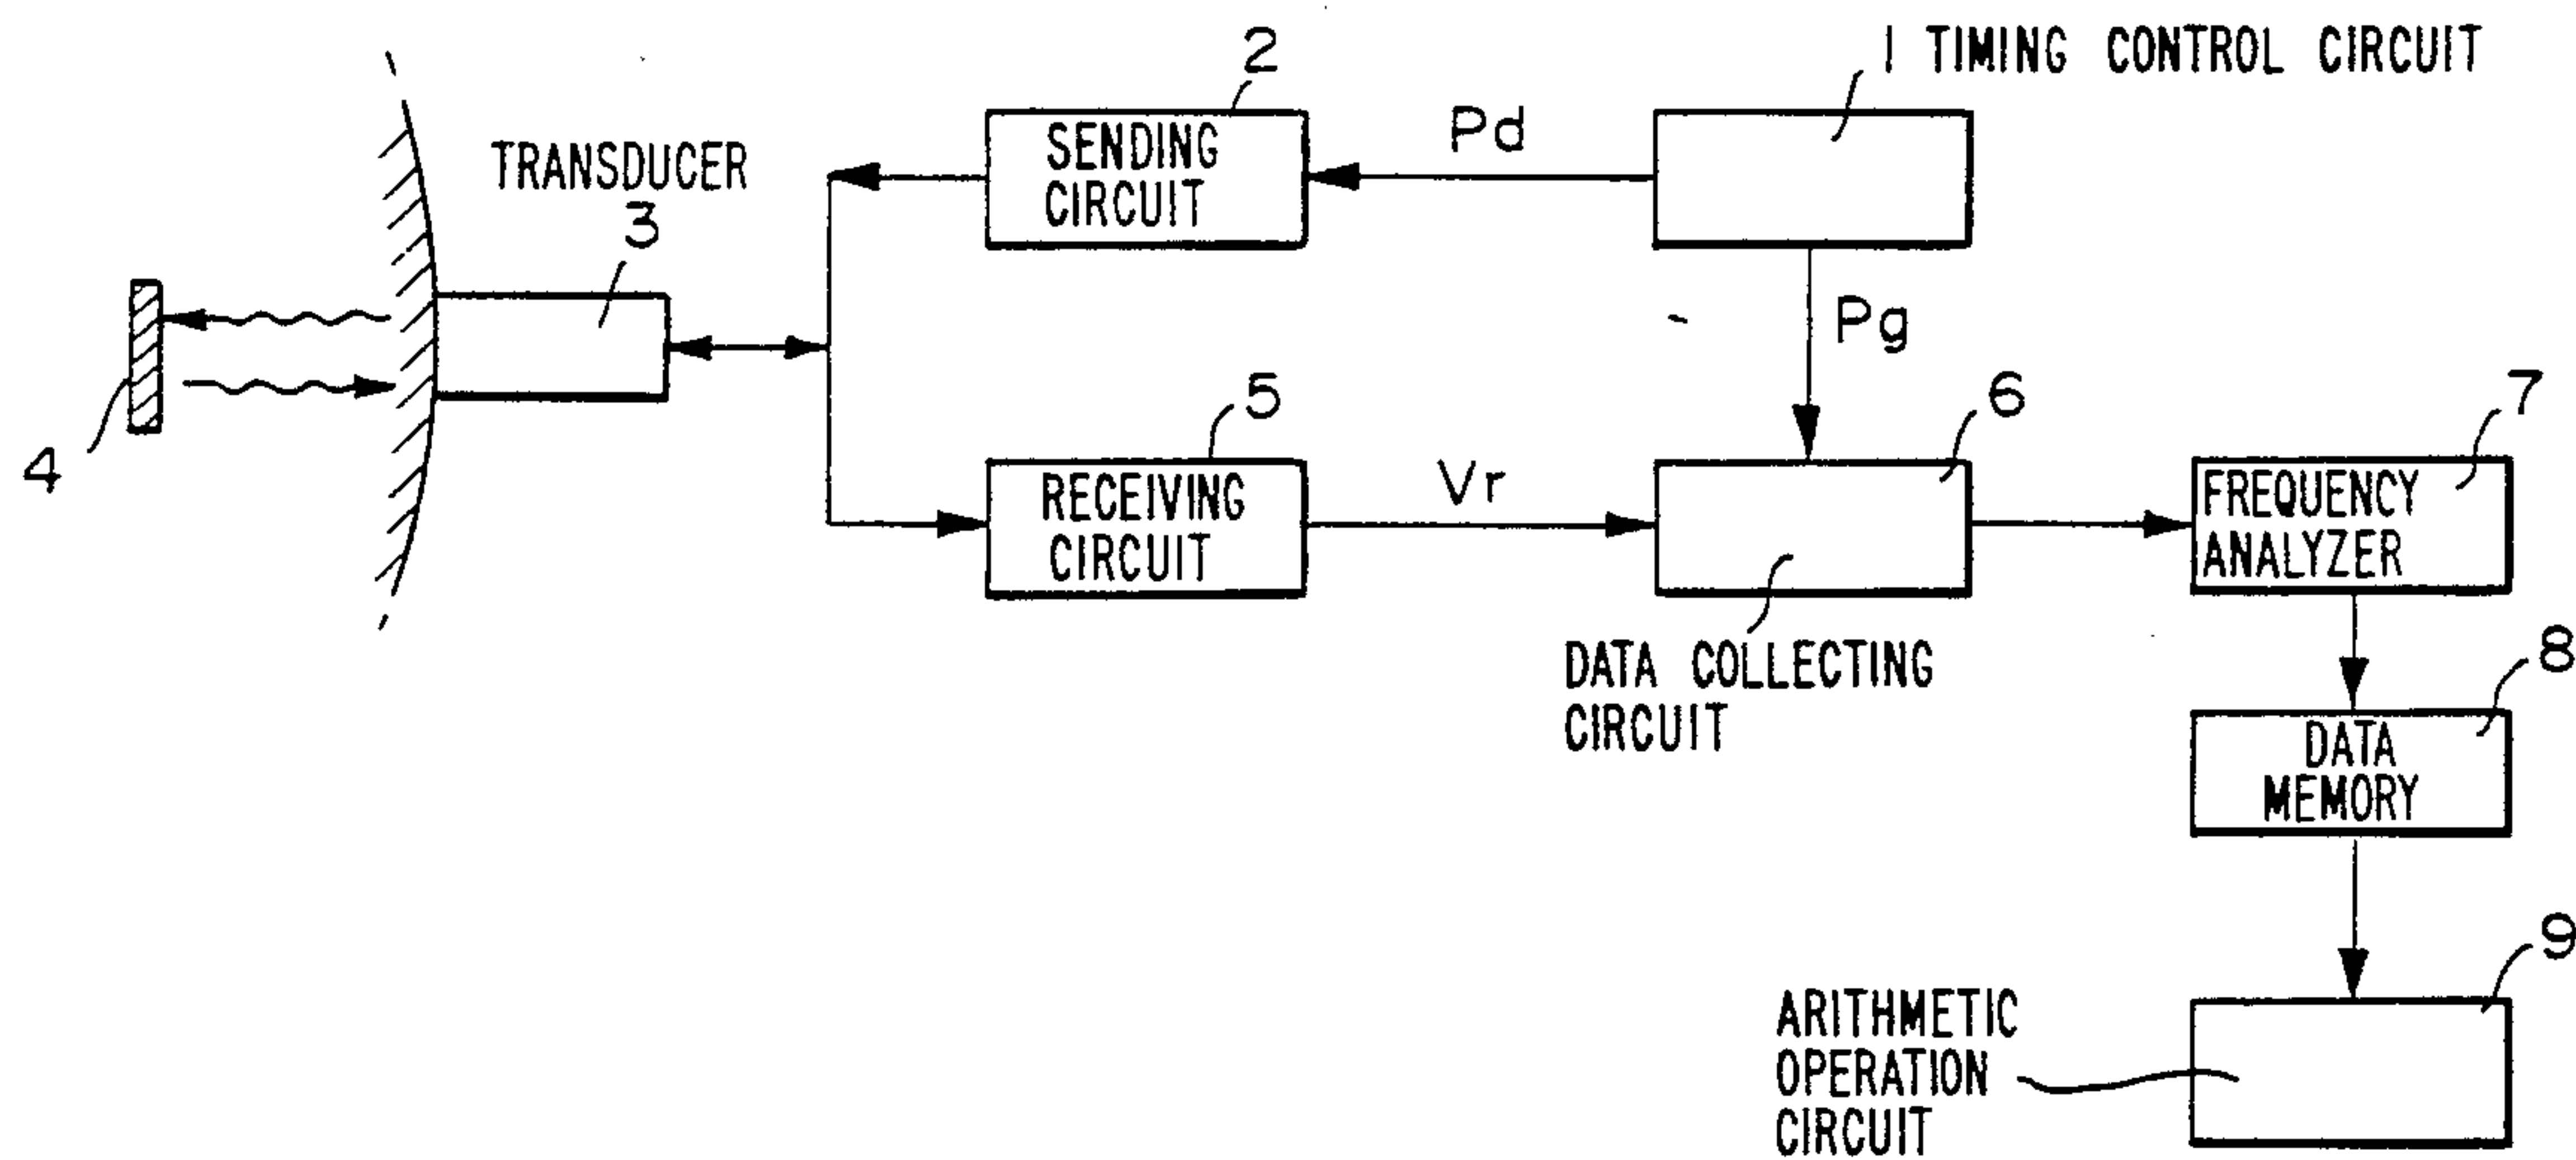 2
1 TIMING CONTROL CIRCUIT
SENDING
CIRCUIT
Pd
TRANSDUCER
3
Pg
4
5
6
7
RECEIVING
CIRCUIT
Vr
FREQUENCY
ANALYZER
DATA COLLECTING
CIRCUIT
8
DATA
MEMORY
9
ARITHMETIC
OPERATION
CIRCUIT